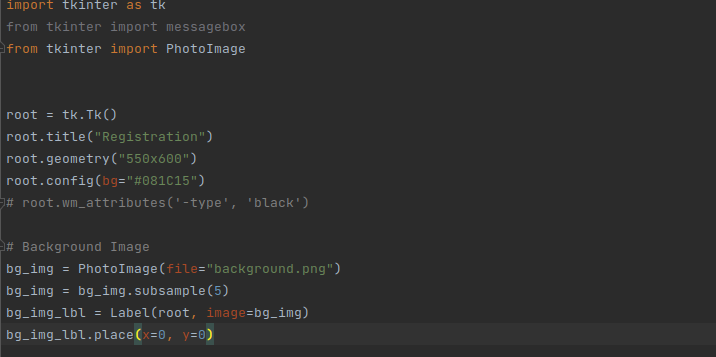 import tkinter as tk
from tkinter import messagebox
from tkinter import PhotoImage
root = tk.Tk()
root.title("Registration")
root.geometry("550x600")
root.config(bg="#081C15")
# root.wm_attributes('-type', 'black')
# Background Image
bg_img = PhotoImage(file="background.png")
bg_img = bg_img.subsample(5)
bg_img_lbl = Label(root, image=bg_img)
bg_img_lbl.place(x=0, y=0)